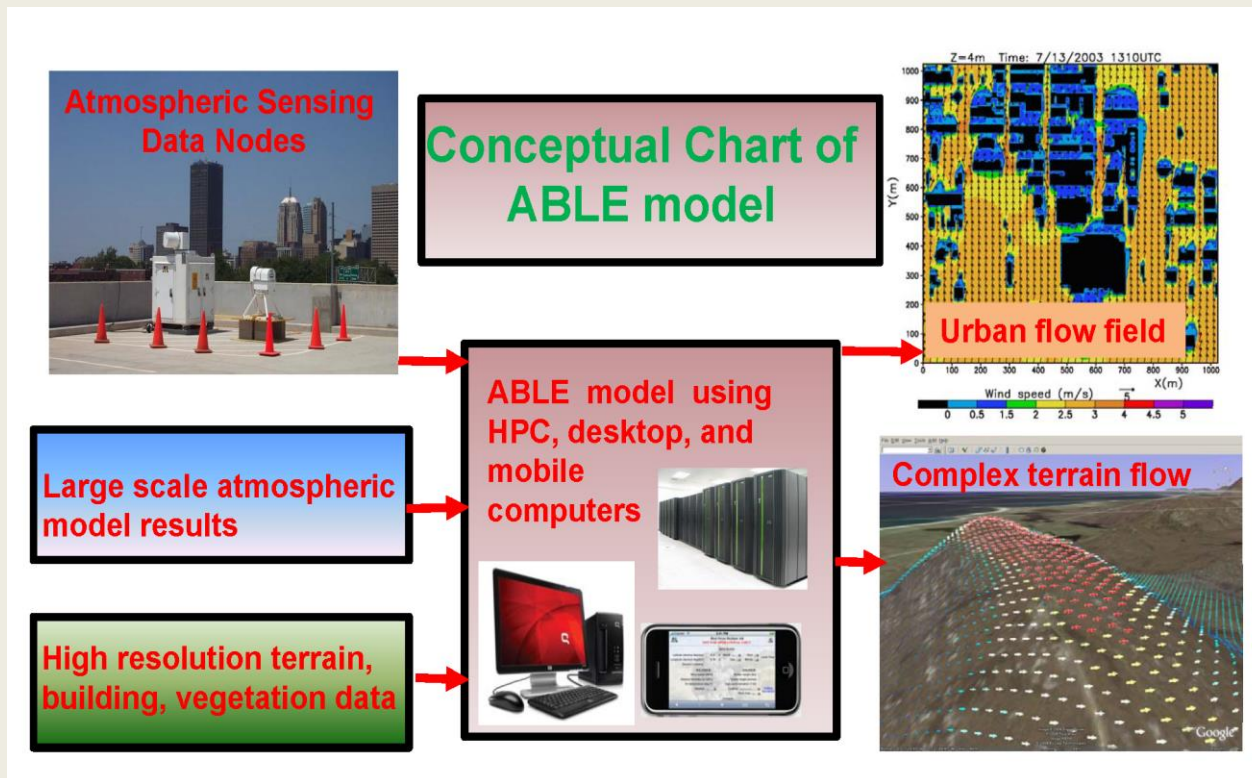 Atmospheric Sensing
Data Nodes
Conceptual Chart of
ABLE model
Z=4m Time: 7/13/2003 1310UTC
1000
900
800
700
600
500
400
300
200
100
0
Y(m)
Urban flow field
0 100 200 300 400 500 600 700 800 900 1000
X(m)
Wind speed (m/s)
5
0 0.5 1.5 2 2.5 3 4 4.5 5
Large scale atmospheric
model results
High resolution terrain,
building, vegetation data
ABLE model using
HPC, desktop, and
mobile
computers
Complex terrain flow
Google